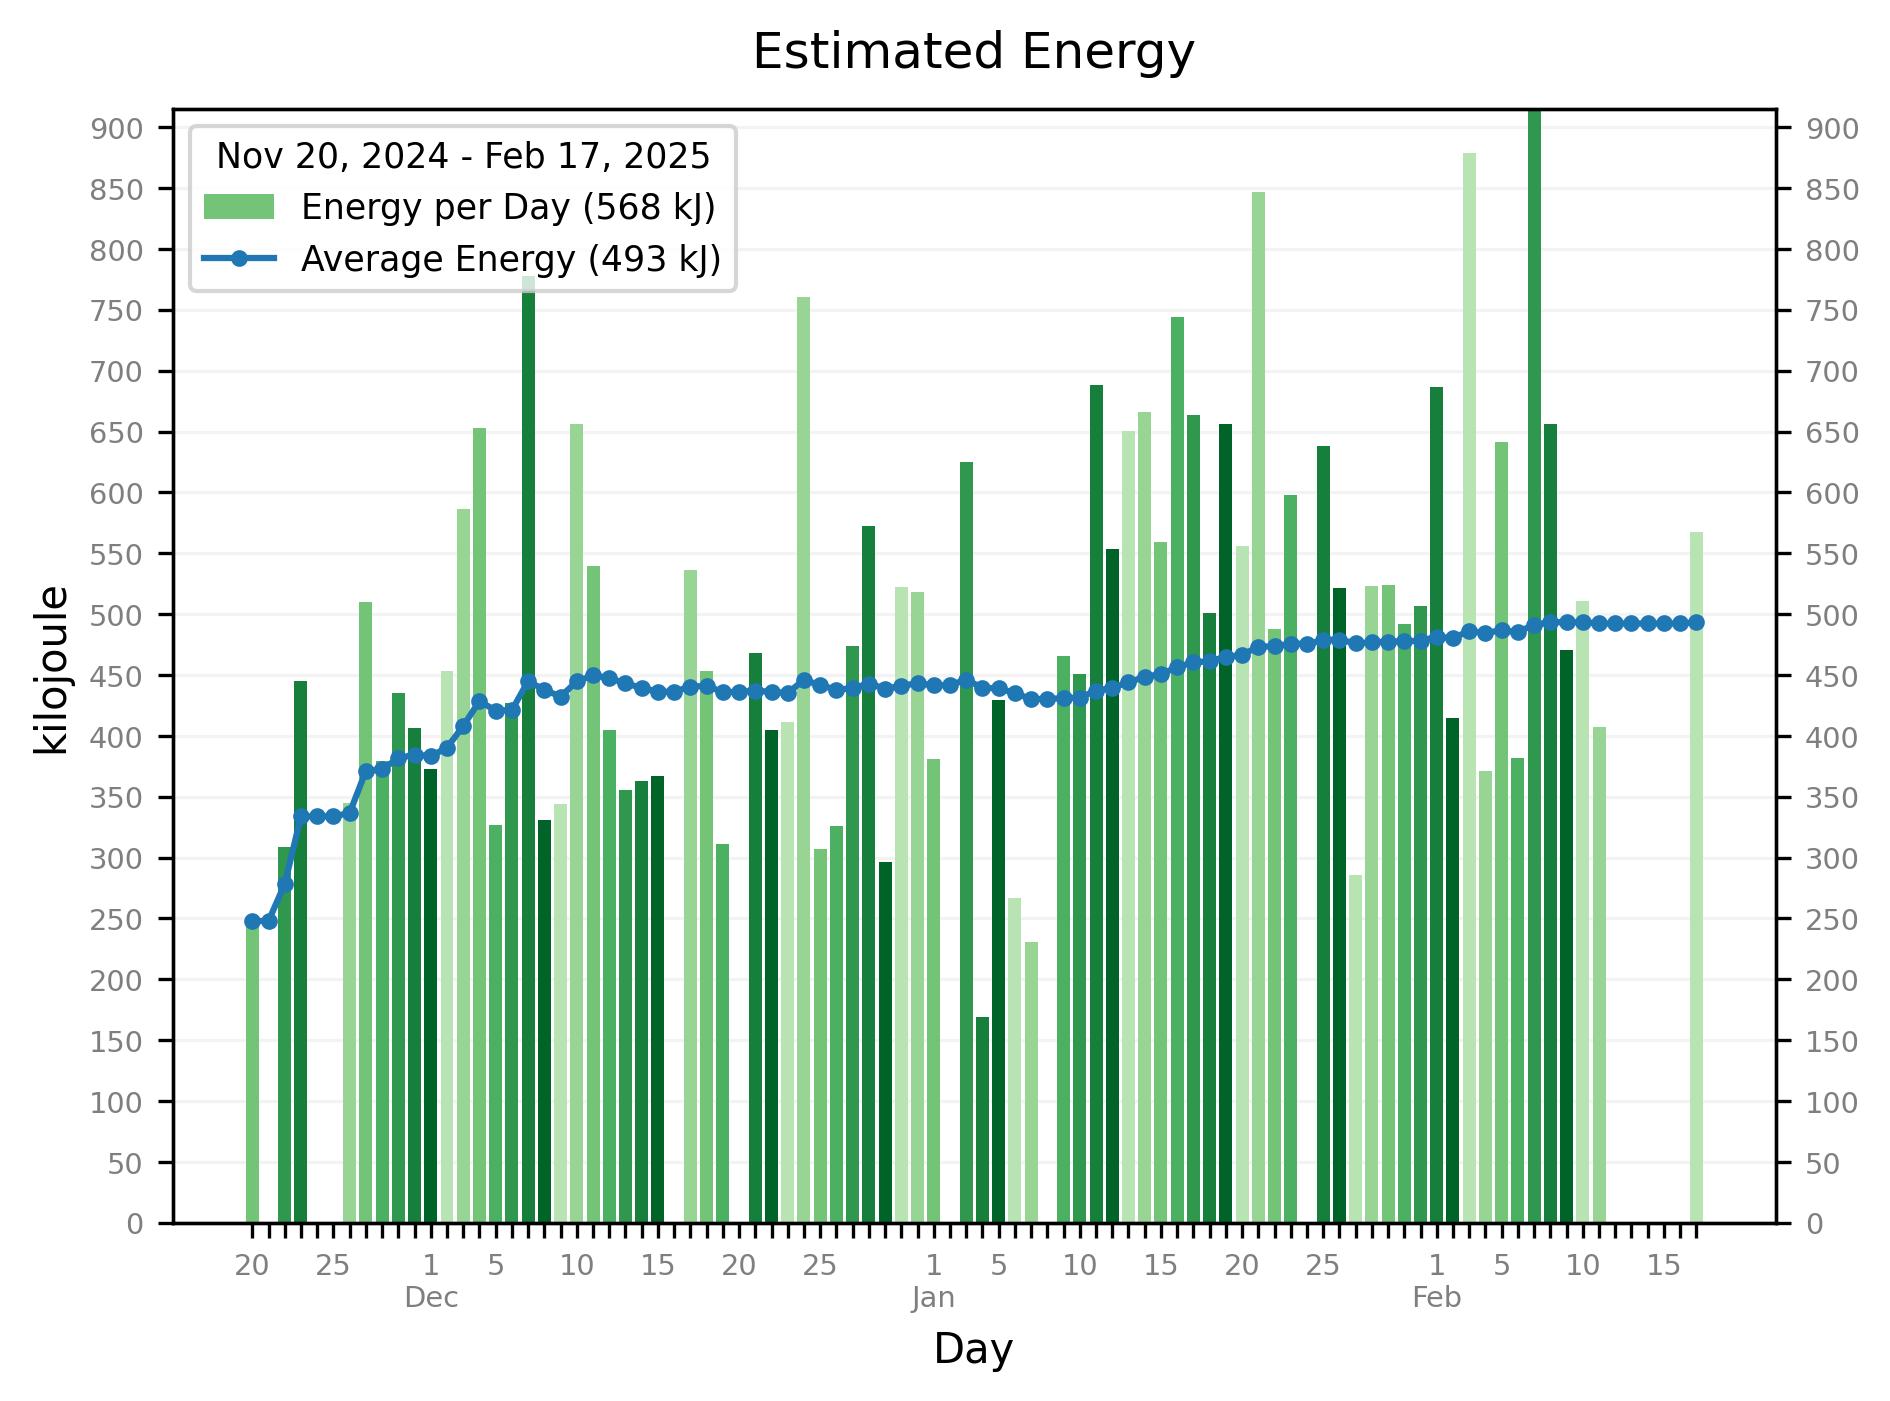 Estimated Energy
Nov 20, 2024 - Feb 17, 2025
Energy per Day (568 kJ)
Average Energy (493 kJ)
900 900
850 850
800 800
750 750
700 700
650 650
600 600
550 550
500 500
450 450
400 400
350 350
300 300
250 250
200 200
150 150
100 100
50 50
0 0
kilojoule
20 25 1 5 10 15 20 25 1 5 10 15 20 25 1 5 10 15
Dec Jan Feb
Day